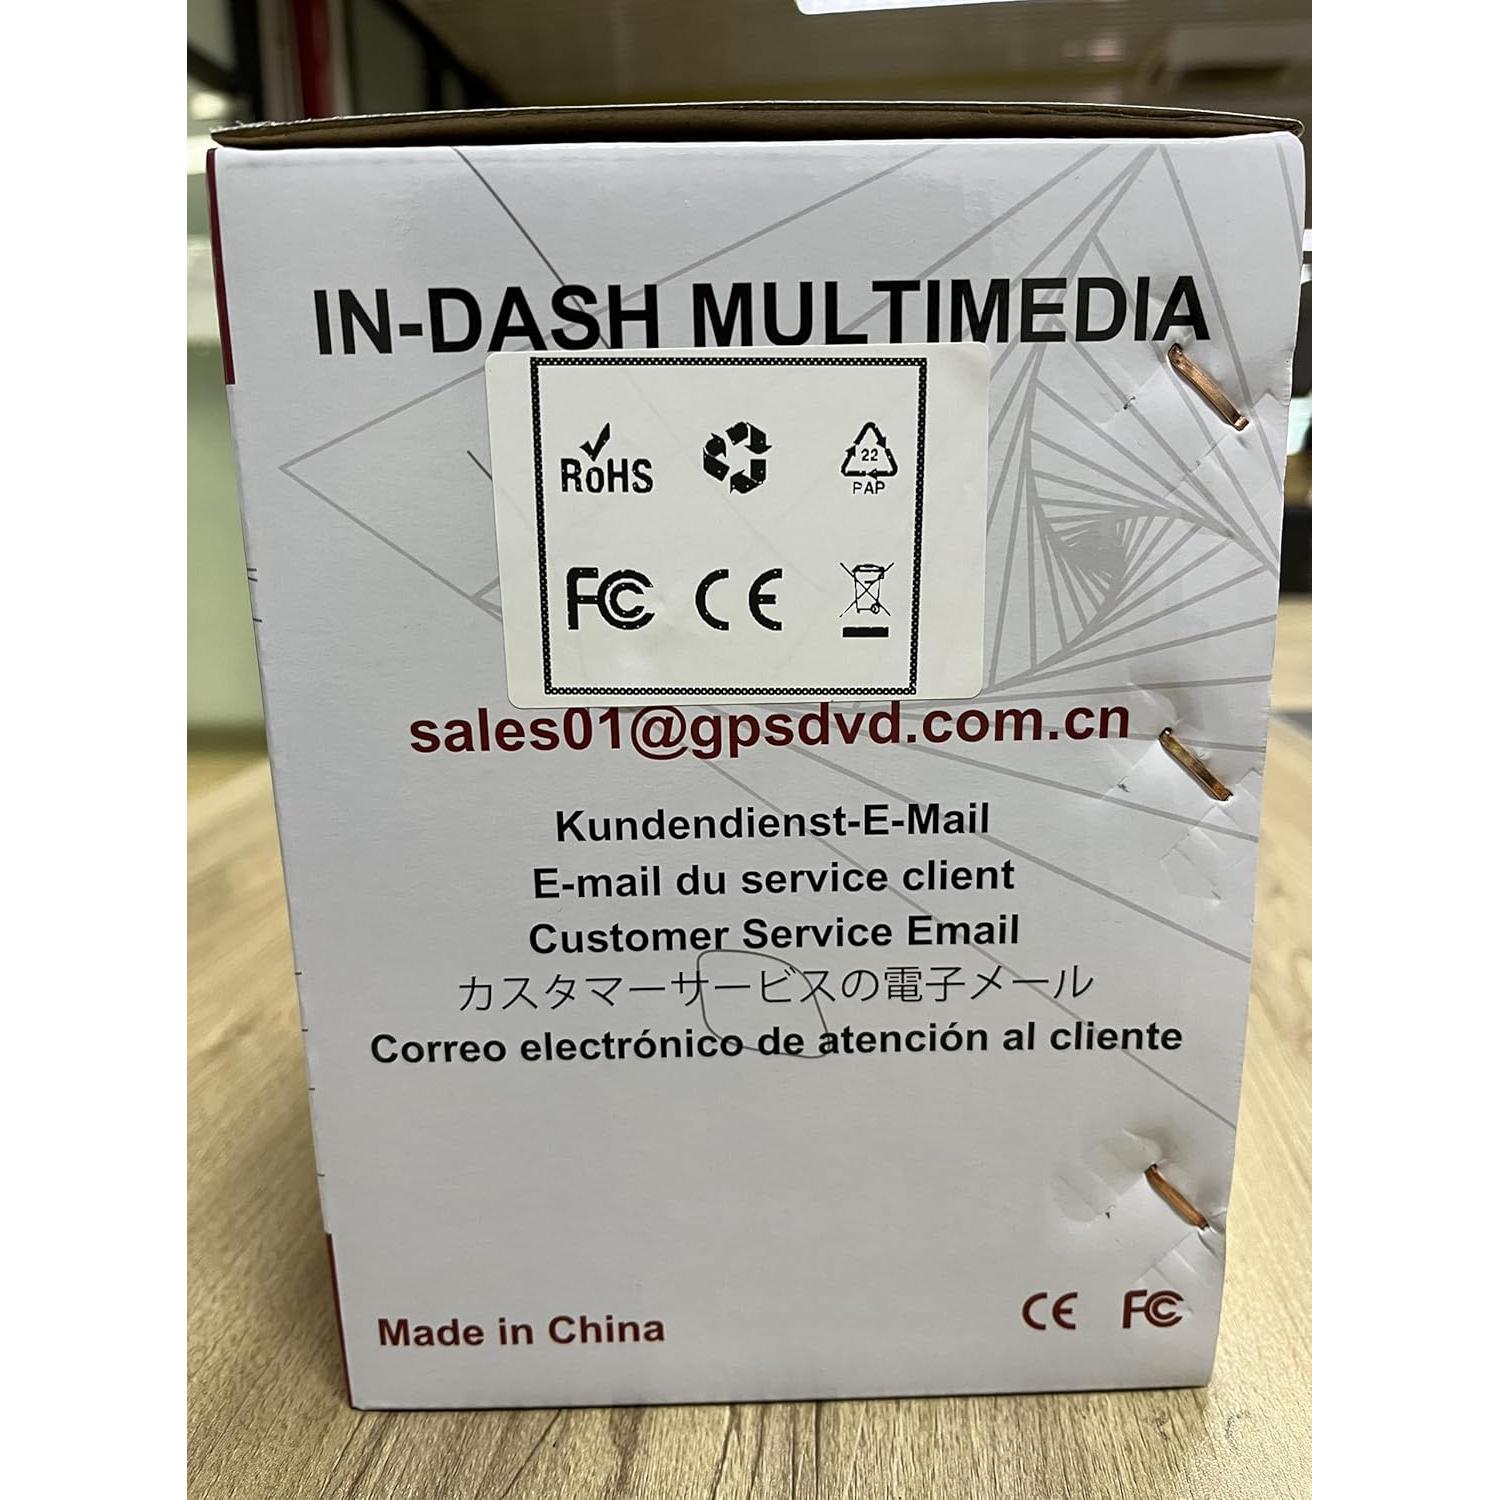 IN-DASH MULTIMEDIA
RoHS
22
PAP
FC CE
sales01@gpsdvd.com.cn
Kundendienst-E-Mail
E-mail du service client
Customer Service Email
カスタマーサービスの電子メール
Correo electrónico de atención al cliente
Made in China
CE FC